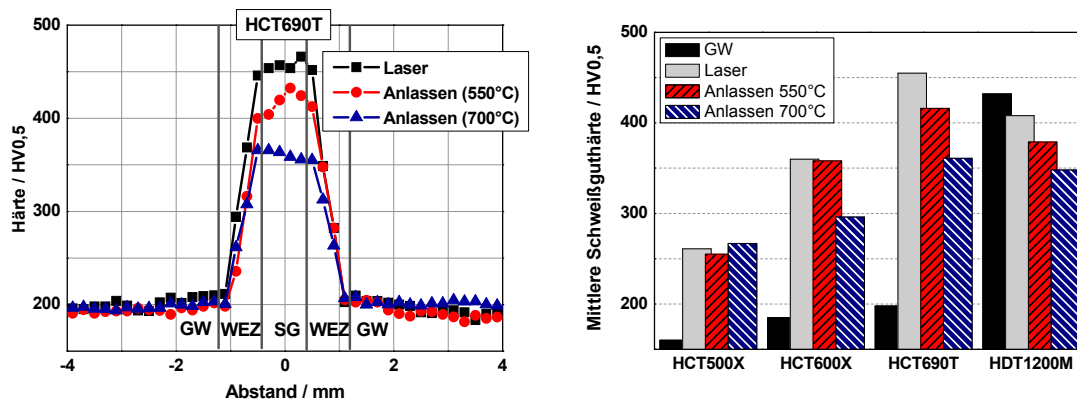 HCT690T
Laser
Anlassen (550°C)
Anlassen (700°C)
Härte / HV0,5
500
400
300
200
GW
WEZ
SG
WEZ
GW
-4
-2
0
2
4
Abstand / mm
GW
Laser
Anlassen 550°C
Anlassen 700°C
Mittlere Schweißguthärte / HV0,5
500
400
300
200
HCT500X
HCT600X
HCT690T
HDT1200M